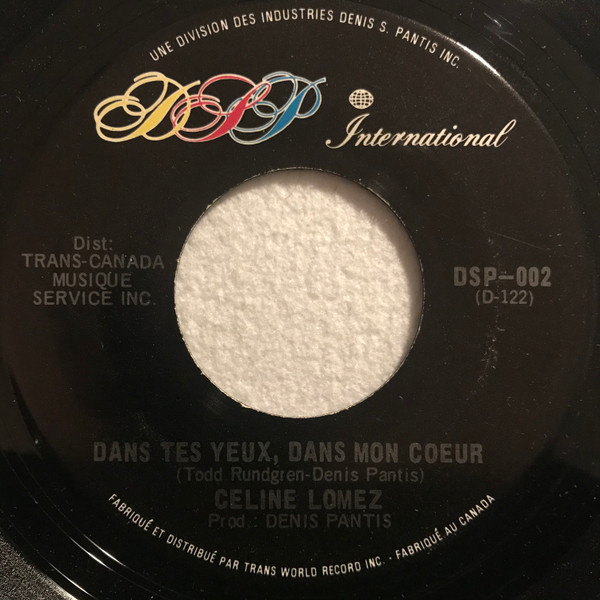 UNE DIVISION DES INDUSTRIES DENIS S. PANTIS INC.
DSP
International
Dist:
TRANS-CANADA
MUSIQUE
SERVICE INC.
DSP-002
(D-122)
DANS TES YEUX, DANS MON COEUR
(Todd Rundgren-Denis Pantis)
CELINE LOMEZ
Prod.: DENIS PANTIS
FABRIQUÉ ET DISTRIBUÉ PAR TRANS WORLD RECORD INC. - FABRIQUÉ AU CANADA